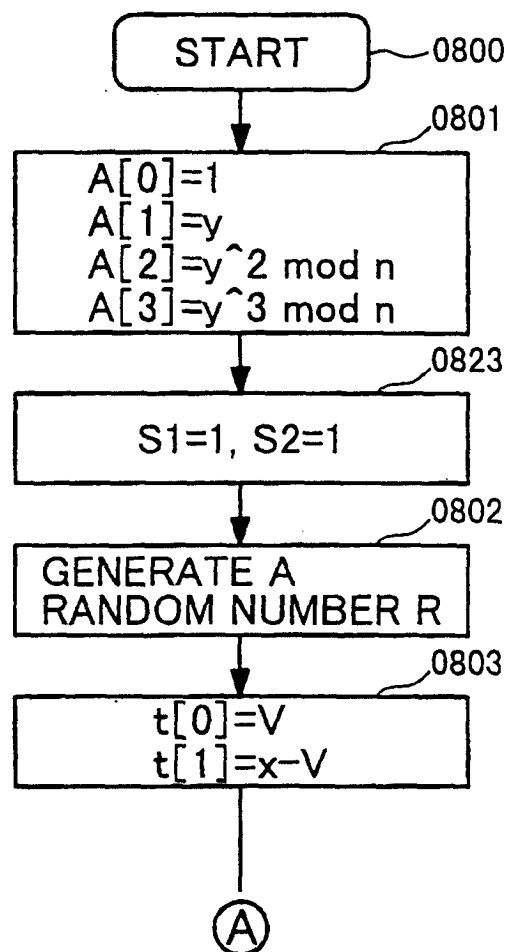 START
0800
0801
A[0]=1
A[1]=y
A[2]=y^2 mod n
A[3]=y^3 mod n
0823
S1=1, S2=1
0802
GENERATE A
RANDOM NUMBER R
0803
t[0]=V
t[1]=x-V
A